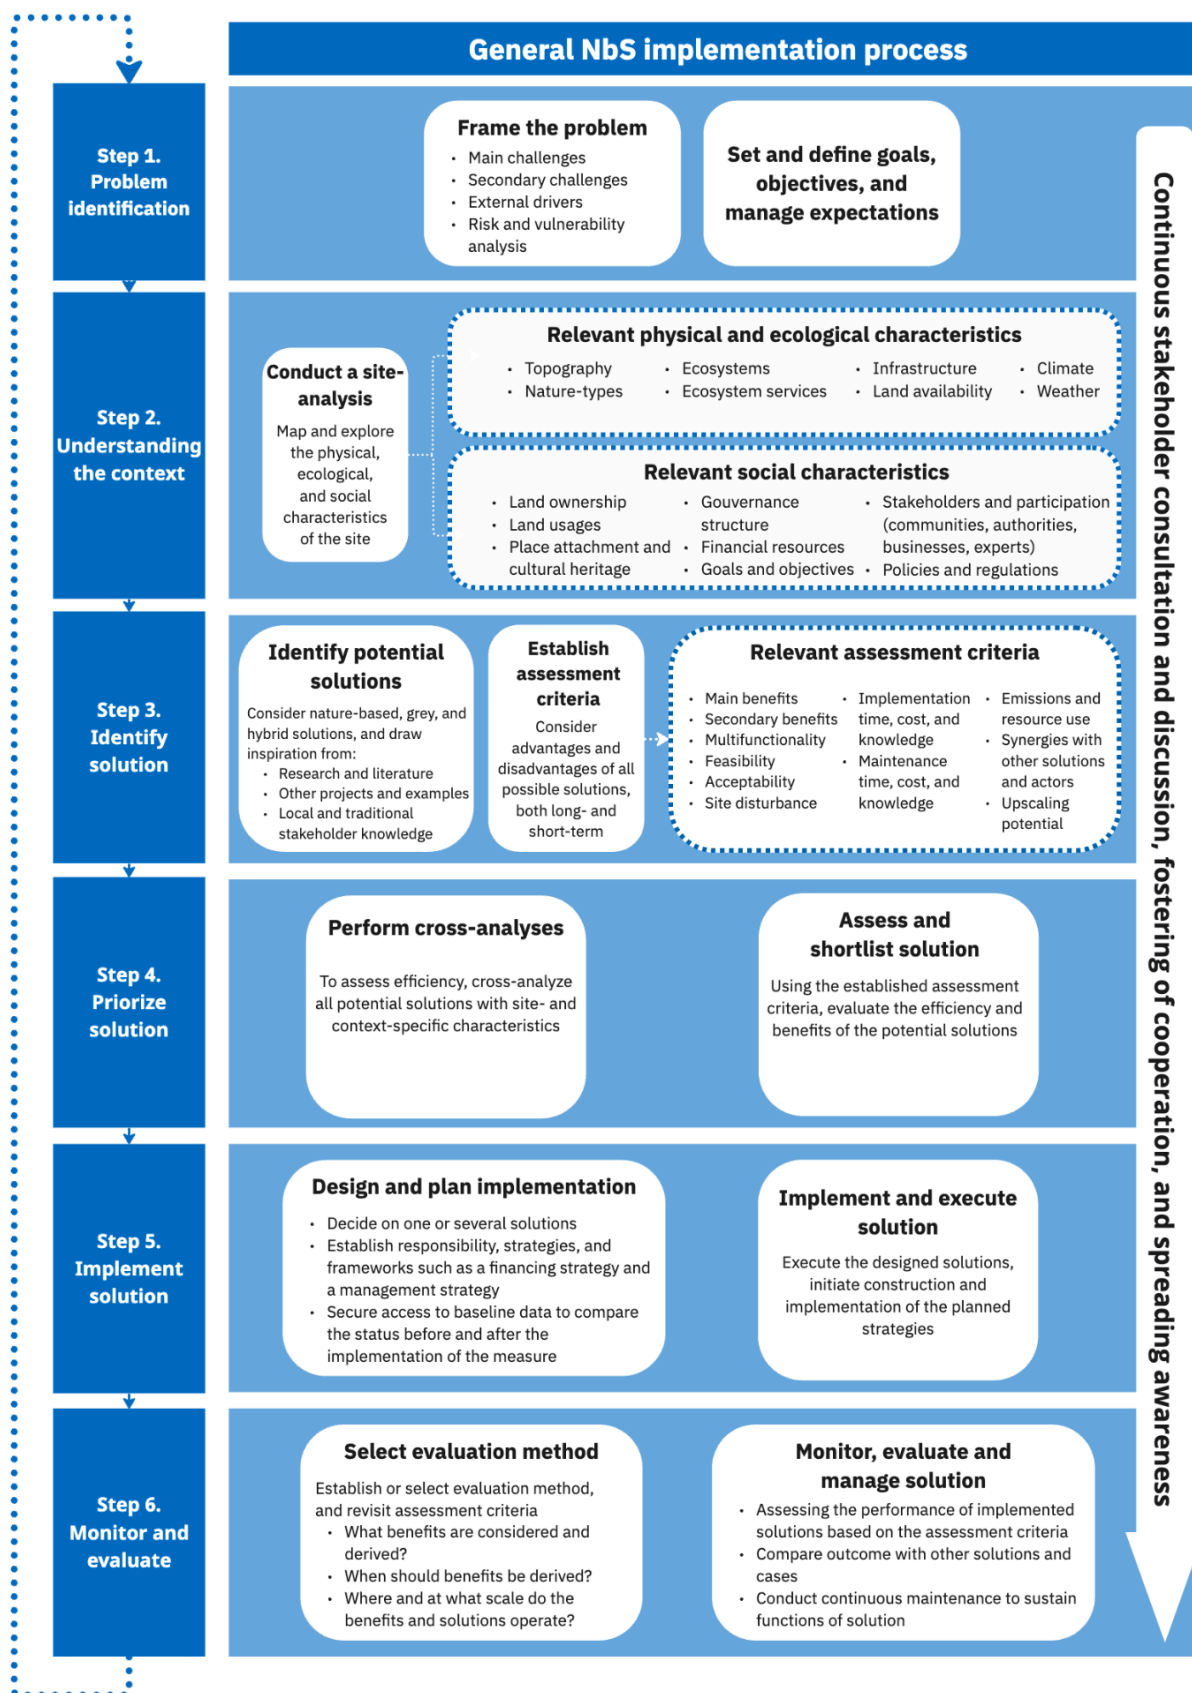 General NbS implementation process
Step 1.
Problem
identification
Frame the problem
• Main challenges
• Secondary challenges
• External drivers
• Risk and vulnerability
analysis
Set and define goals,
objectives, and
manage expectations
Step 2.
Understanding
the context
Conduct a site-
analysis
Map and explore
the physical,
ecological,
and social
characteristics
of the site
Relevant physical and ecological characteristics
• Topography
• Nature-types
• Ecosystems
• Ecosystem services
• Infrastructure
• Land availability
• Climate
• Weather
Relevant social characteristics
• Land ownership
• Land usages
• Place attachment and
cultural heritage
• Gouvernance
structure
• Financial resources
• Goals and objectives
• Stakeholders and participation
(communities, authorities,
businesses, experts)
• Policies and regulations
Step 3.
Identify
solution
Identify potential
solutions
Consider nature-based, grey, and
hybrid solutions, and draw
inspiration from:
• Research and literature
• Other projects and examples
• Local and traditional
stakeholder knowledge
Establish
assessment
criteria
Consider
advantages and
disadvantages of all
possible solutions,
both long- and
short-term
Relevant assessment criteria
• Main benefits
• Secondary benefits
• Multifunctionality
• Feasibility
• Acceptability
• Site disturbance
• Implementation
time, cost, and
knowledge
• Maintenance
time, cost, and
knowledge
• Emissions and
resource use
• Synergies with
other solutions
and actors
• Upscaling
potential
Step 4.
Priorize
solution
Perform cross-analyses
To assess efficiency, cross-analyze
all potential solutions with site- and
context-specific characteristics
Assess and
shortlist solution
Using the established assessment
criteria, evaluate the efficiency and
benefits of the potential solutions
Step 5.
Implement
solution
Design and plan implementation
• Decide on one or several solutions
• Establish responsibility, strategies, and
frameworks such as a financing strategy and
a management strategy
• Secure access to baseline data to compare
the status before and after the
implementation of the measure
Implement and execute
solution
Execute the designed solutions,
initiate construction and
implementation of the planned
strategies
Step 6.
Monitor and
evaluate
Select evaluation method
Establish or select evaluation method,
and revisit assessment criteria
• What benefits are considered and
derived?
• When should benefits be derived?
• Where and at what scale do the
benefits and solutions operate?
Monitor, evaluate and
manage solution
• Assessing the performance of implemented
solutions based on the assessment criteria
• Compare outcome with other solutions and
cases
• Conduct continuous maintenance to sustain
functions of solution
Continuous stakeholder consultation and discussion, fostering of cooperation, and spreading awareness